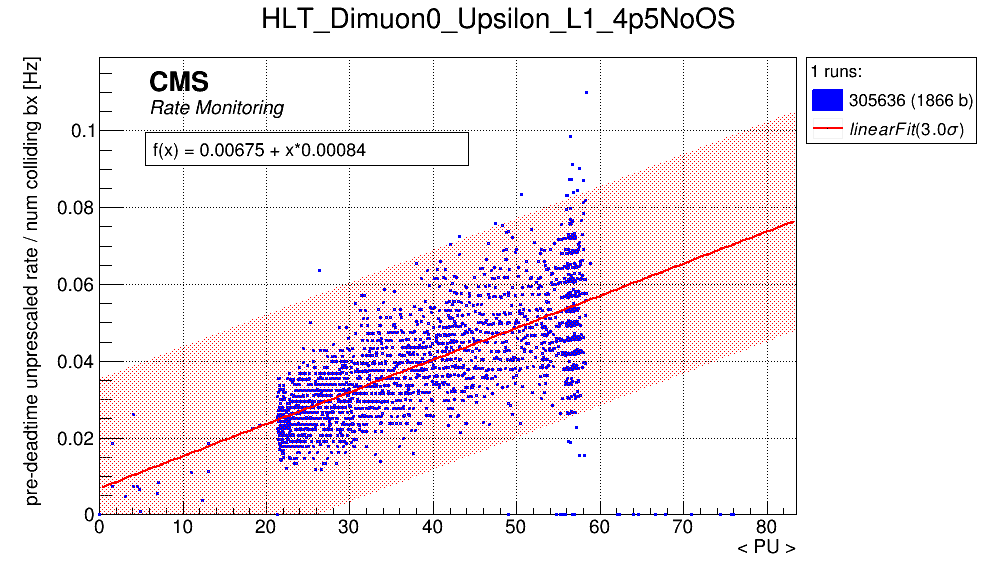 HLT_Dimuon0_Upsilon_L1_4p5NoOS
pre-deadtime unprescaled rate / num colliding bx [Hz]
CMS
Rate Monitoring
f(x) = 0.00675 + x*0.00084
1 runs:
305636 (1866 b)
linearFit(3.0σ)
0.1
0.08
0.06
0.04
0.02
0
0 10 20 30 40 50 60 70 80
< PU >